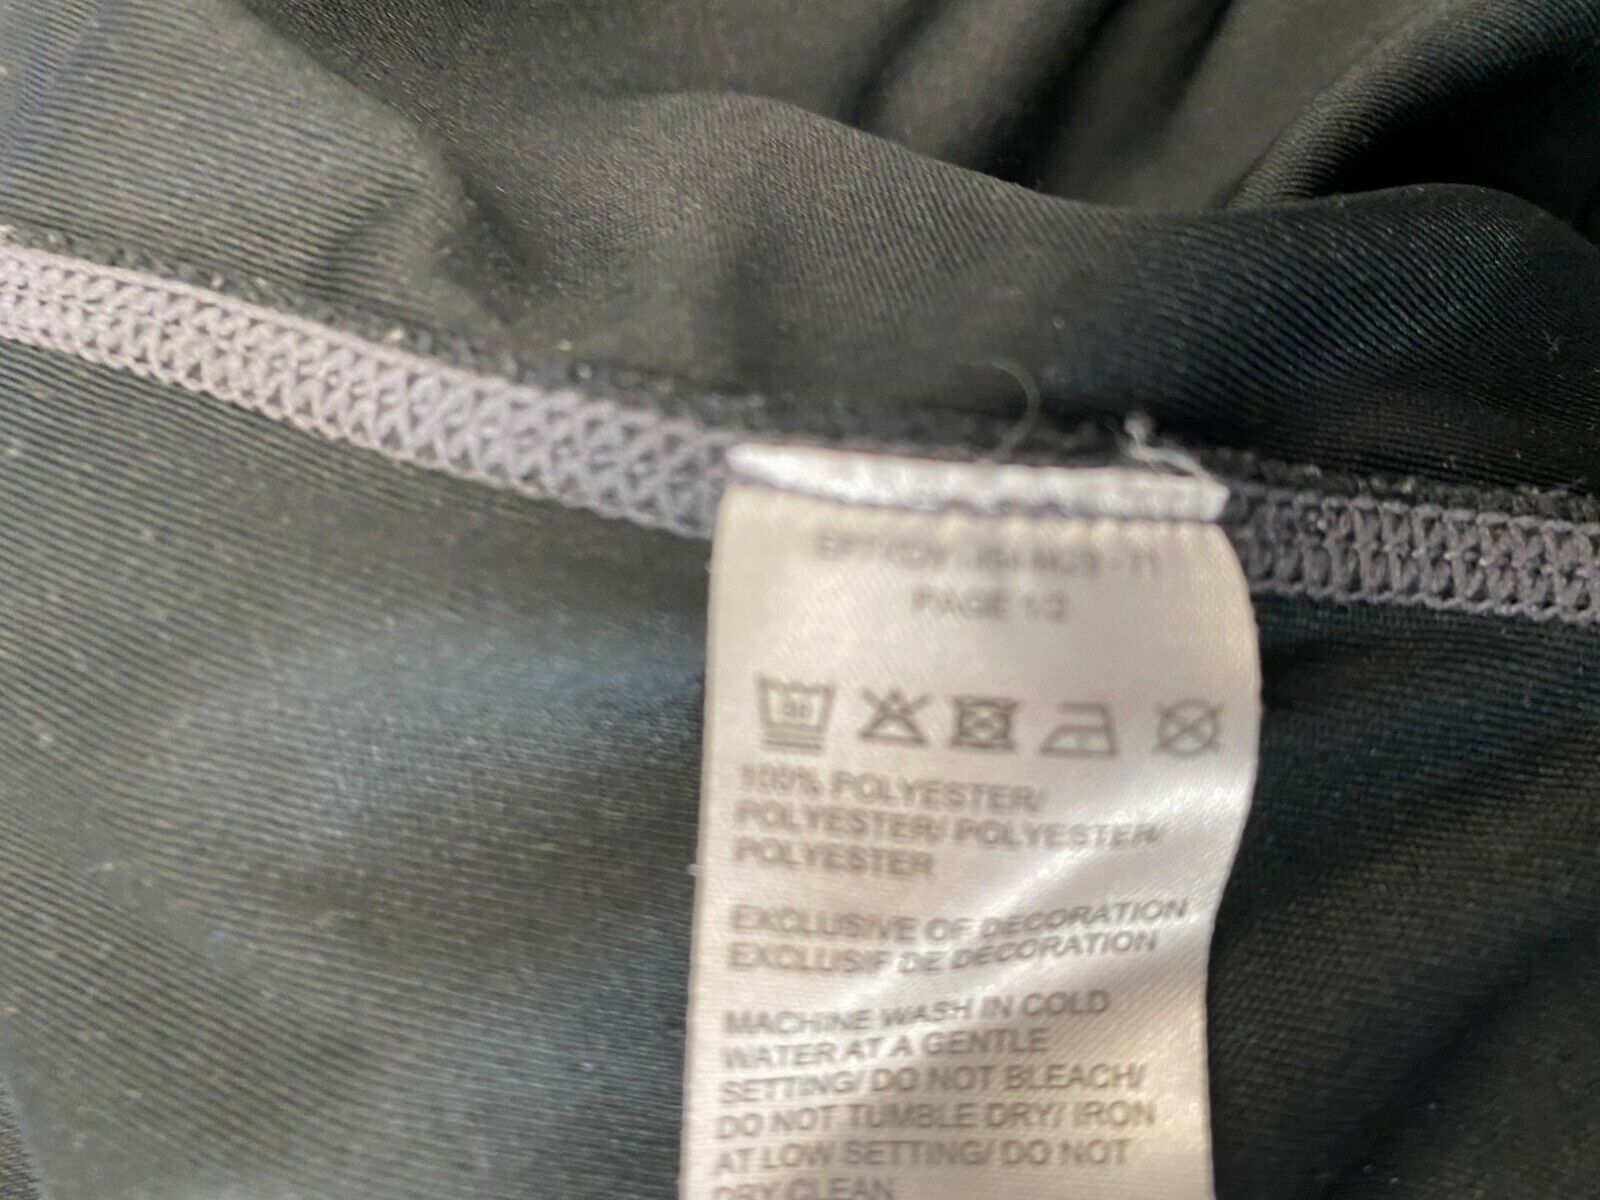 PAGE 1/2
100% POLYESTER/
POLYESTER/ POLYESTER/
POLYESTER
EXCLUSIVE OF DECORATION
EXCLUSIF DE DÉCORATION
MACHINE WASH IN COLD
WATER AT A GENTLE
SETTING/ DO NOT BLEACH/
DO NOT TUMBLE DRY/ IRON
AT LOW SETTING/ DO NOT
DRY CLEAN